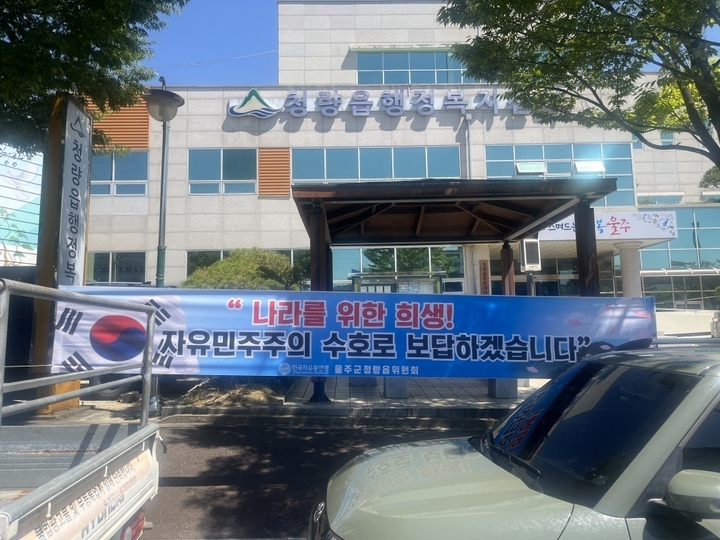 청량읍행정복지센
청량읍행정복
울주
“ 나라를 위한 희생!
자유민주주의 수호로 보답하겠습니다”
한국자유총연맹 울주군청량읍위원회